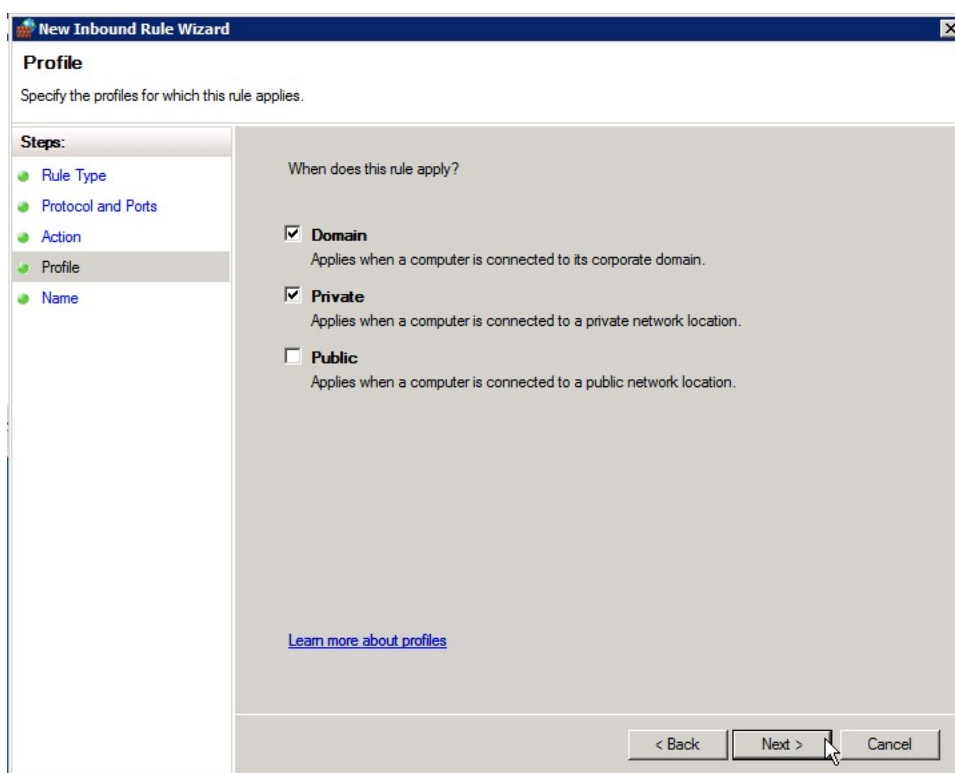 New Inbound Rule Wizard
Profile
Specify the profiles for which this rule applies.
Steps:
Rule Type
Protocol and Ports
Action
Profile
Name
When does this rule apply?
Domain
Applies when a computer is connected to its corporate domain.
Private
Applies when a computer is connected to a private network location.
Public
Applies when a computer is connected to a public network location.
Learn more about profiles
< Back
Next >
Cancel